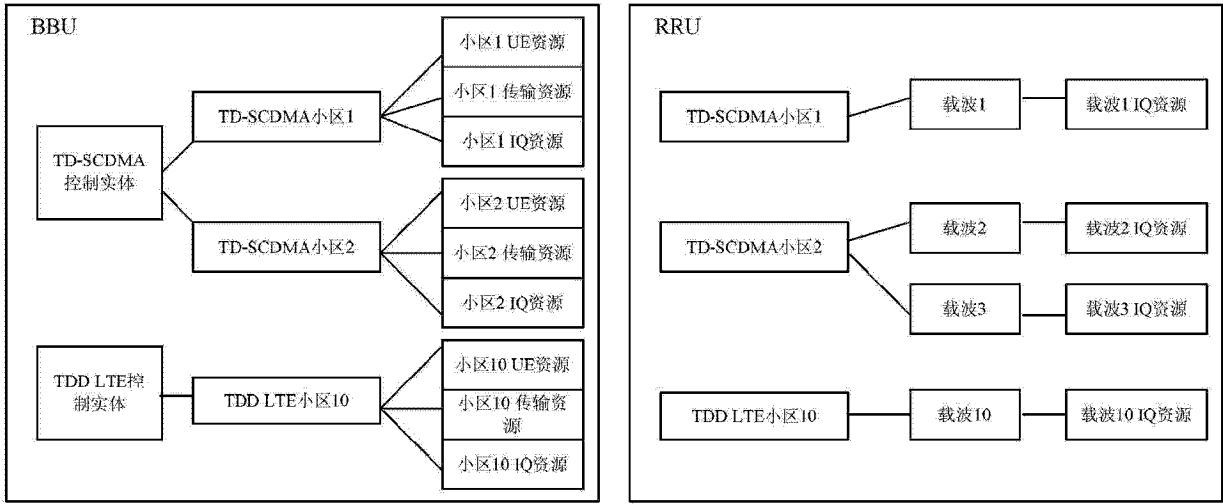 BBU
TD-SCDMA
控制实体
TD-SCDMA小区1
小区1 UE资源
小区1 传输资源
小区1 IQ资源
TD-SCDMA小区2
小区2 UE资源
小区2 传输资源
小区2 IQ资源
TDD LTE控
制实体
TDD LTE小区10
小区10 UE资源
小区10 传输资
源
小区10 IQ资源
RRU
TD-SCDMA小区1
载波1
载波1 IQ资源
TD-SCDMA小区2
载波2
载波2 IQ资源
载波3
载波3 IQ资源
TDD LTE小区10
载波10
载波10 IQ资源